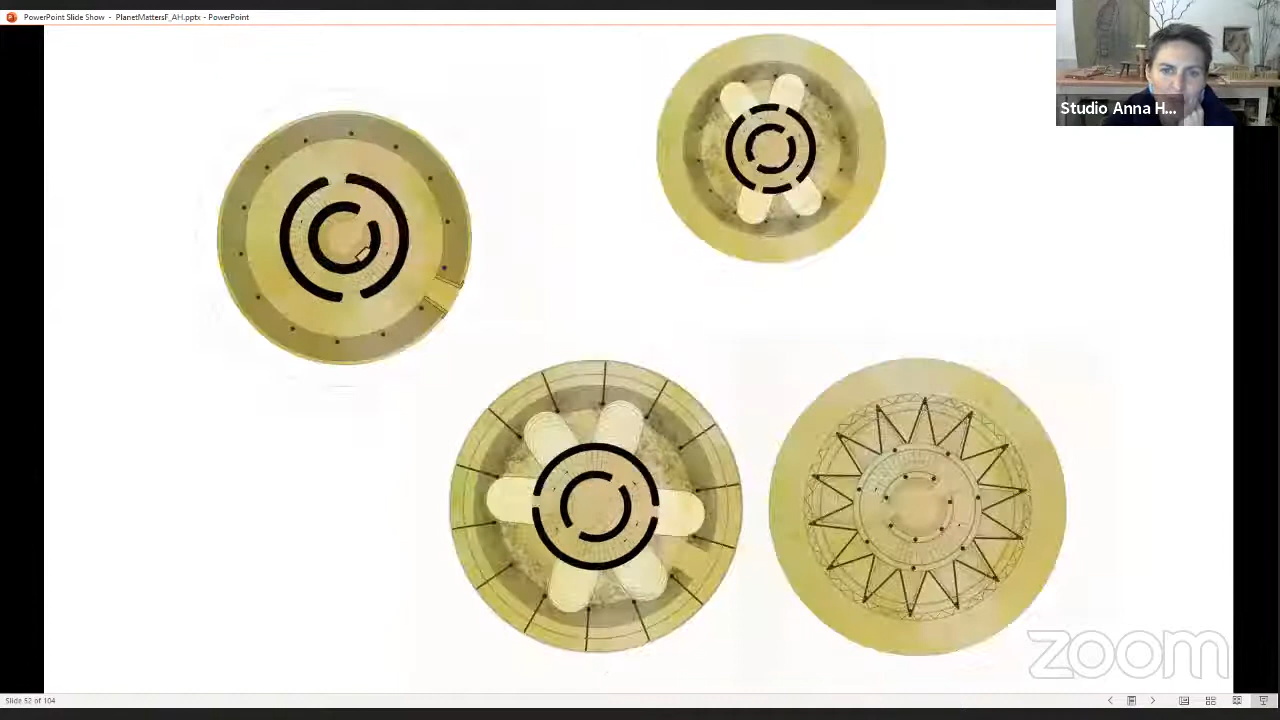 PowerPoint Slide Show - PlanetMattersF_AH.pptx - PowerPoint
Studio Anna H...
zoom
Slide 52 of 104